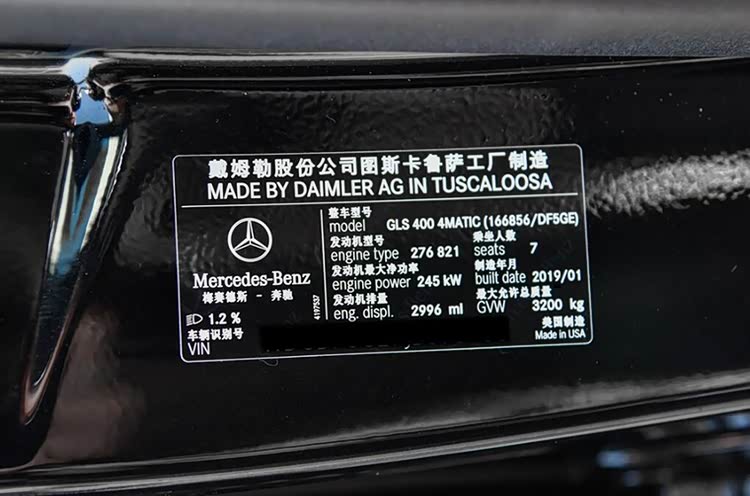 戴姆勒股份公司图斯卡鲁萨工厂制造
MADE BY DAIMLER AG IN TUSCALOOSA
整车型号
model GLS 400 4MATIC (166856/DF5GE)
发动机型号 乘坐人数
engine type 276 821 seats 7
发动机最大净功率 制造年月
engine power 245 kW built date 2019/01
发动机排量 最大允许总质量
eng. displ. 2996 ml GVW 3200 kg
Mercedes-Benz
梅赛德斯 - 奔驰
1.2 %
车辆识别号
VIN
美国制造
Made in USA